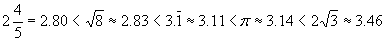 2 4/5 = 2.80 < √8 ≈ 2.83 < 3.1̄ ≈ 3.11 < π ≈ 3.14 < 2√3 ≈ 3.46